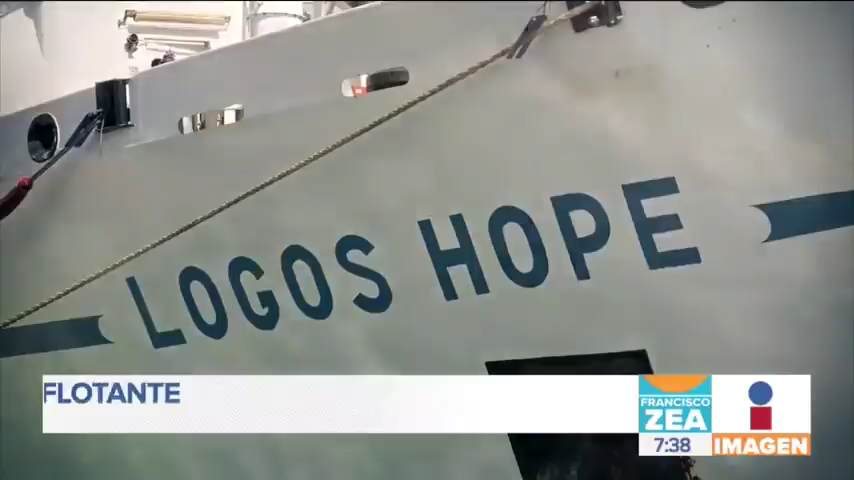 LOGOS HOPE
FLOTANTE
FRANCISCO
ZEA
7:38
IMAGEN